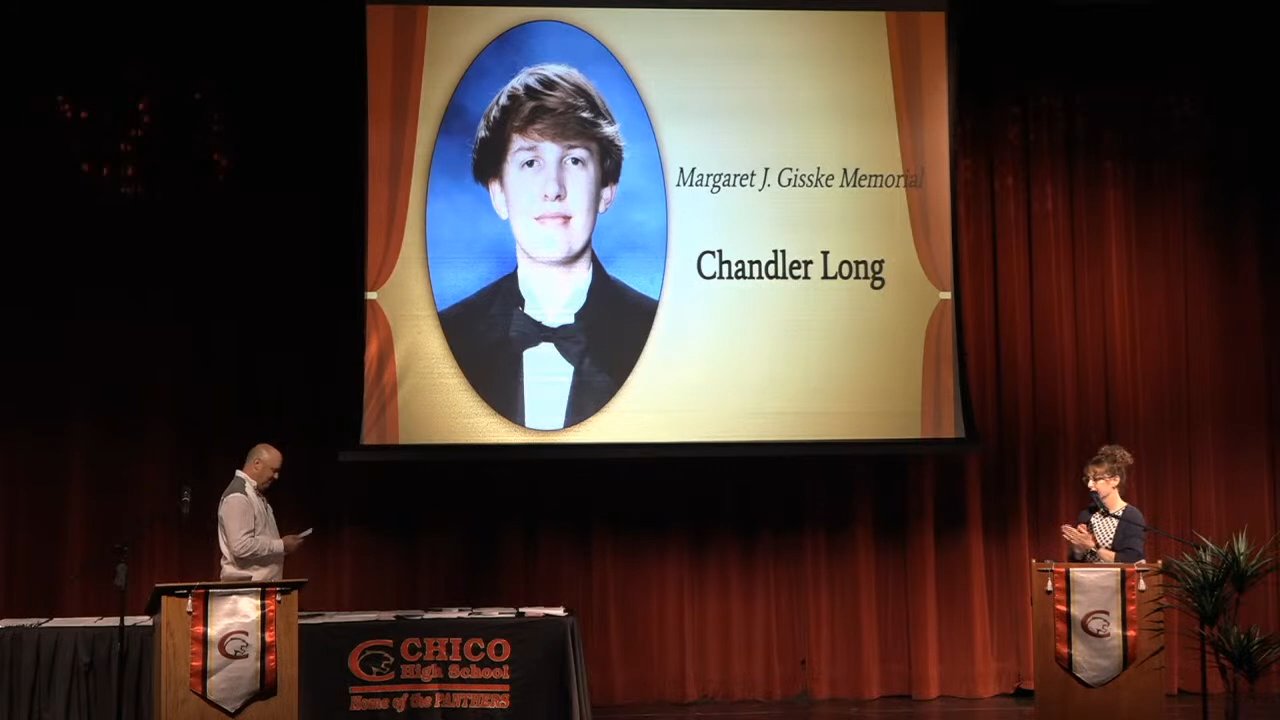 Margaret J. Gisske Memorial
Chandler Long
C
C
CHICO
High School
Home of the PANTHERS
C